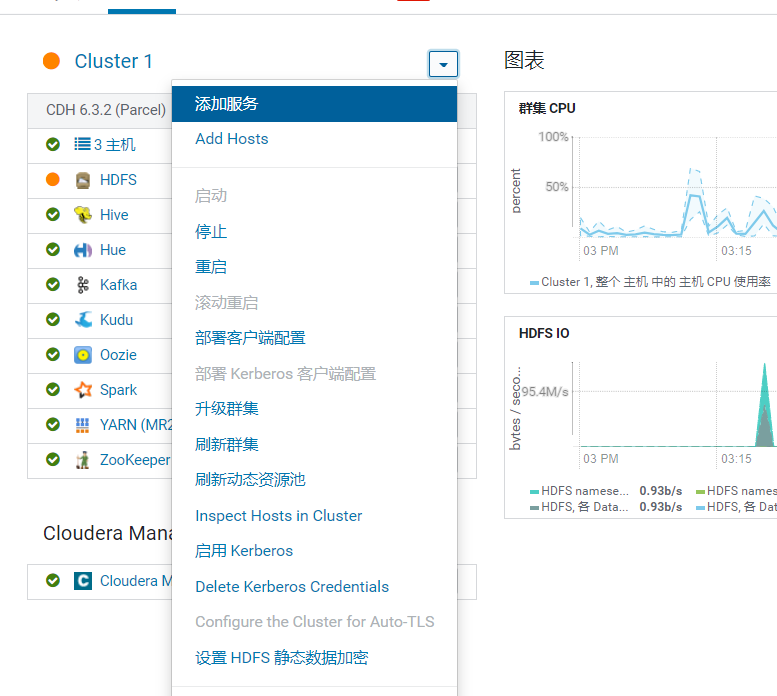 Cluster 1
CDH 6.3.2 (Parcel)
3 主机
HDFS
Hive
Hue
Kafka
Kudu
Oozie
Spark
YARN (MR2
ZooKeeper
Cloudera Mana
Cloudera M
添加服务
Add Hosts
启动
停止
重启
滚动重启
部署客户端配置
部署 Kerberos 客户端配置
升级群集
刷新群集
刷新动态资源池
Inspect Hosts in Cluster
启用 Kerberos
Delete Kerberos Credentials
Configure the Cluster for Auto-TLS
设置 HDFS 静态数据加密
图表
群集 CPU
percent
100%
50%
03 PM
03:15
Cluster 1, 整个 主机 中的 主机 CPU 使用率
HDFS IO
bytes / seco...
95.4M/s
03 PM
03:15
HDFS namese... 0.93b/s HDFS names
HDFS, 各 Data... 0.93b/s HDFS, 各 Dat